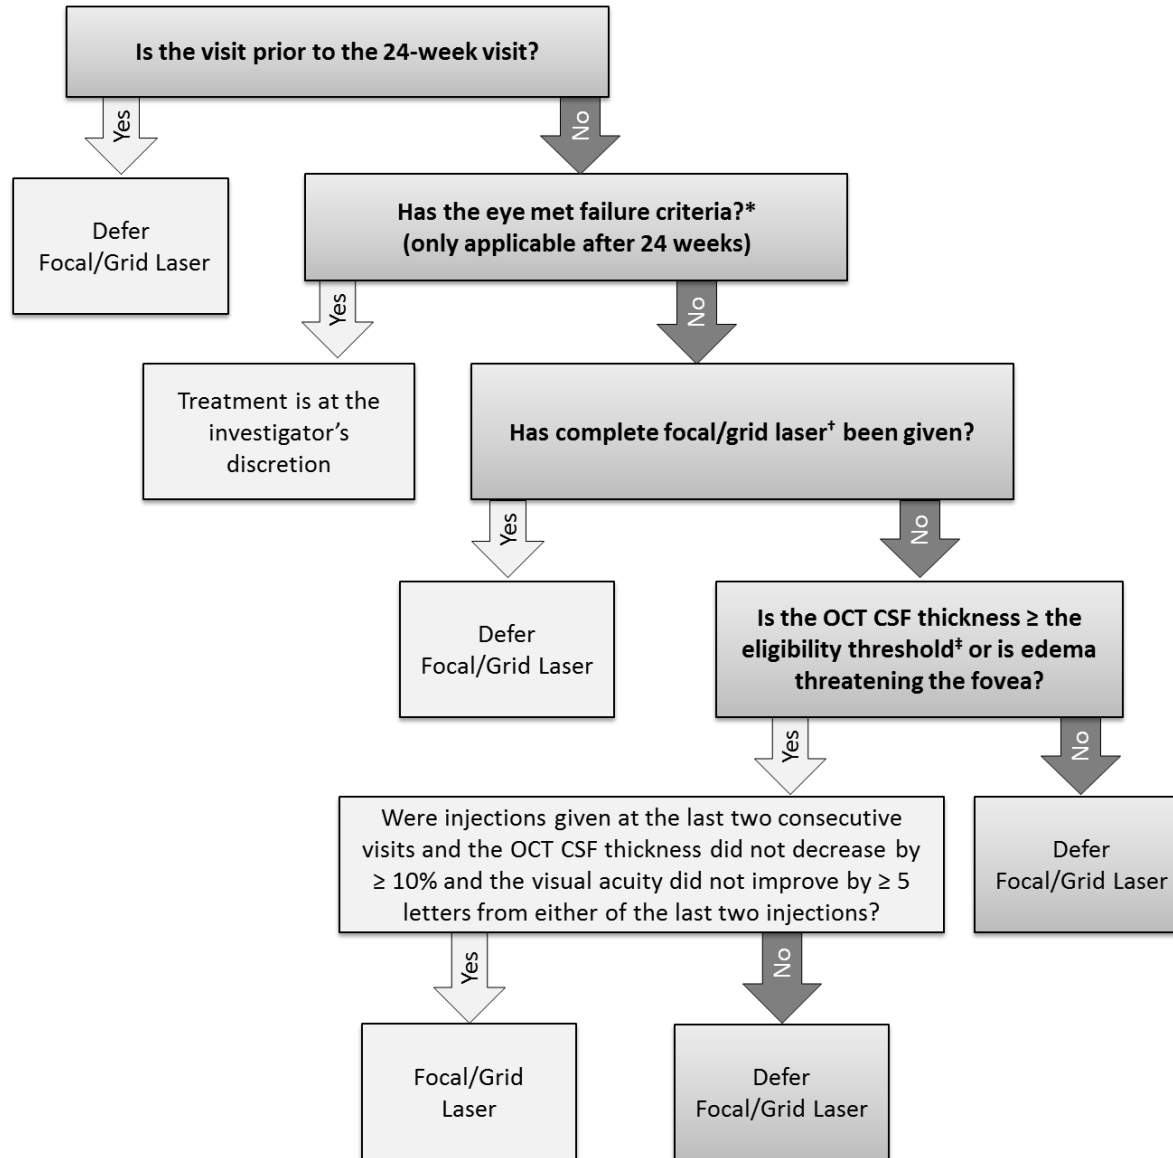 Is the visit prior to the 24-week visit?
Yes
No
Defer
Focal/Grid Laser
Has the eye met failure criteria?*
(only applicable after 24 weeks)
Yes
No
Treatment is at the
investigator’s
discretion
Has complete focal/grid laser† been given?
Yes
No
Defer
Focal/Grid Laser
Is the OCT CSF thickness ≥ the
eligibility threshold‡ or is edema
threatening the fovea?
Yes
No
Were injections given at the last two consecutive
visits and the OCT CSF thickness did not decrease by
≥ 10% and the visual acuity did not improve by ≥ 5
letters from either of the last two injections?
Defer
Focal/Grid Laser
Yes
No
Focal/Grid
Laser
Defer
Focal/Grid Laser